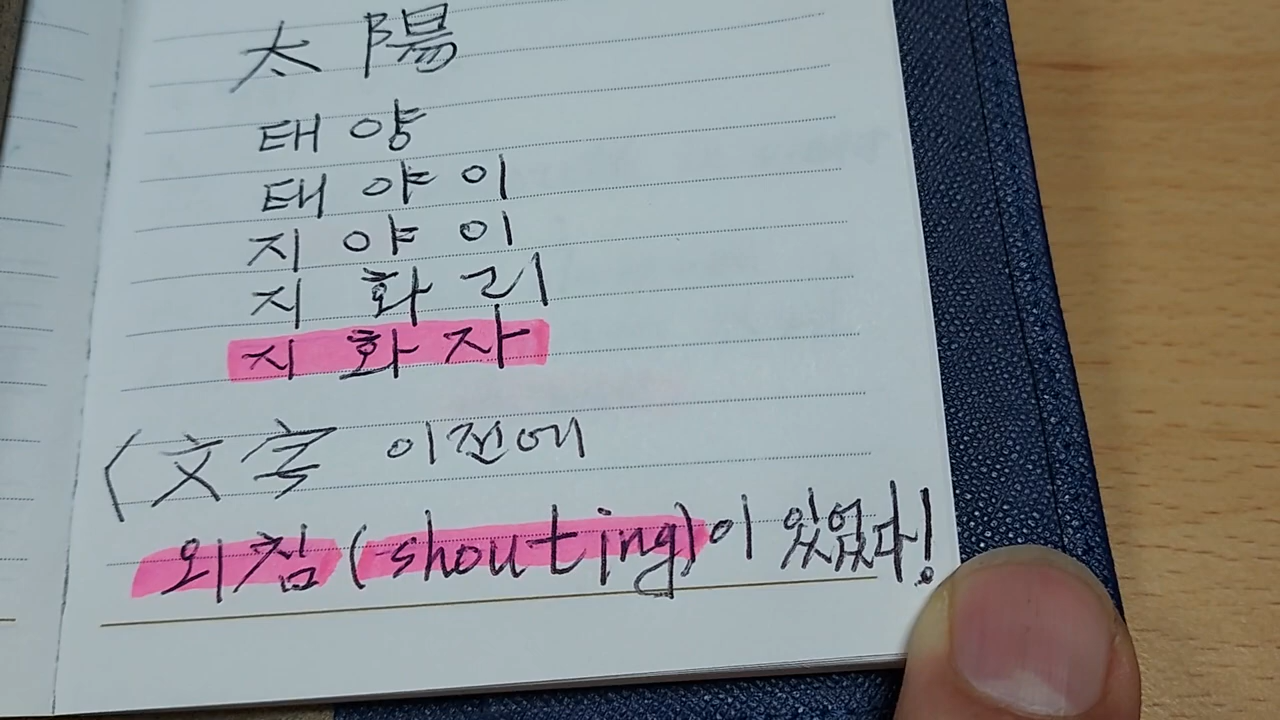 太陽
태양
태야이
지야이
지화리
지화자
(文字 이전에
외침(shouting)이 있었다!